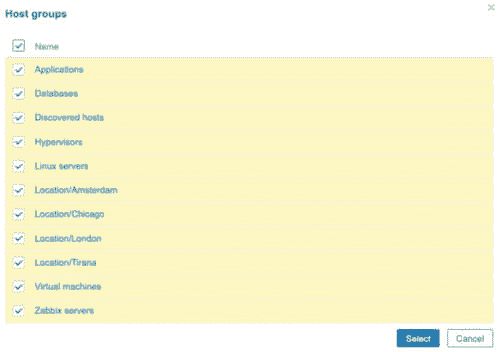 Host groups
Name
Applications
Databases
Discovered hosts
Hypervisors
Linux servers
Location/Amsterdam
Location/Chicago
Location/London
Location/Tirana
Virtual machines
Zabbix servers
Select Cancel